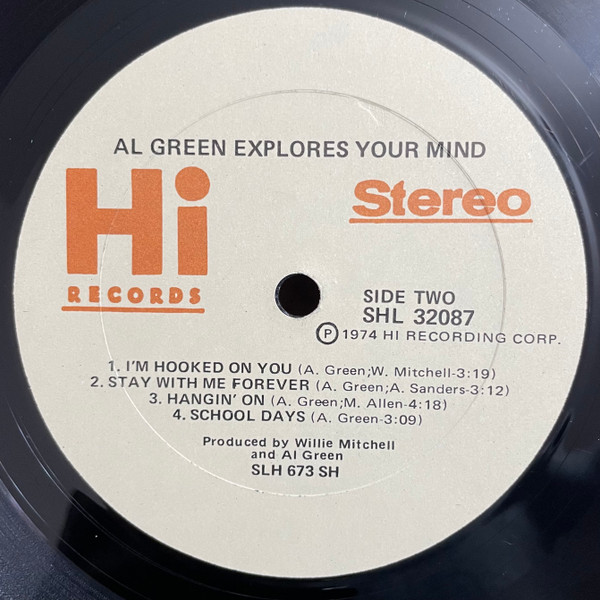 AL GREEN EXPLORES YOUR MIND
Hi
RECORDS
Stereo
SIDE TWO
SHL 32087
Ⓟ 1974 HI RECORDING CORP.
1. I'M HOOKED ON YOU (A. Green;W. Mitchell-3:19)
2. STAY WITH ME FOREVER (A. Green;A. Sanders-3:12)
3. HANGIN' ON (A. Green;M. Allen-4:18)
4. SCHOOL DAYS (A. Green-3:09)
Produced by Willie Mitchell
and Al Green
SLH 673 SH